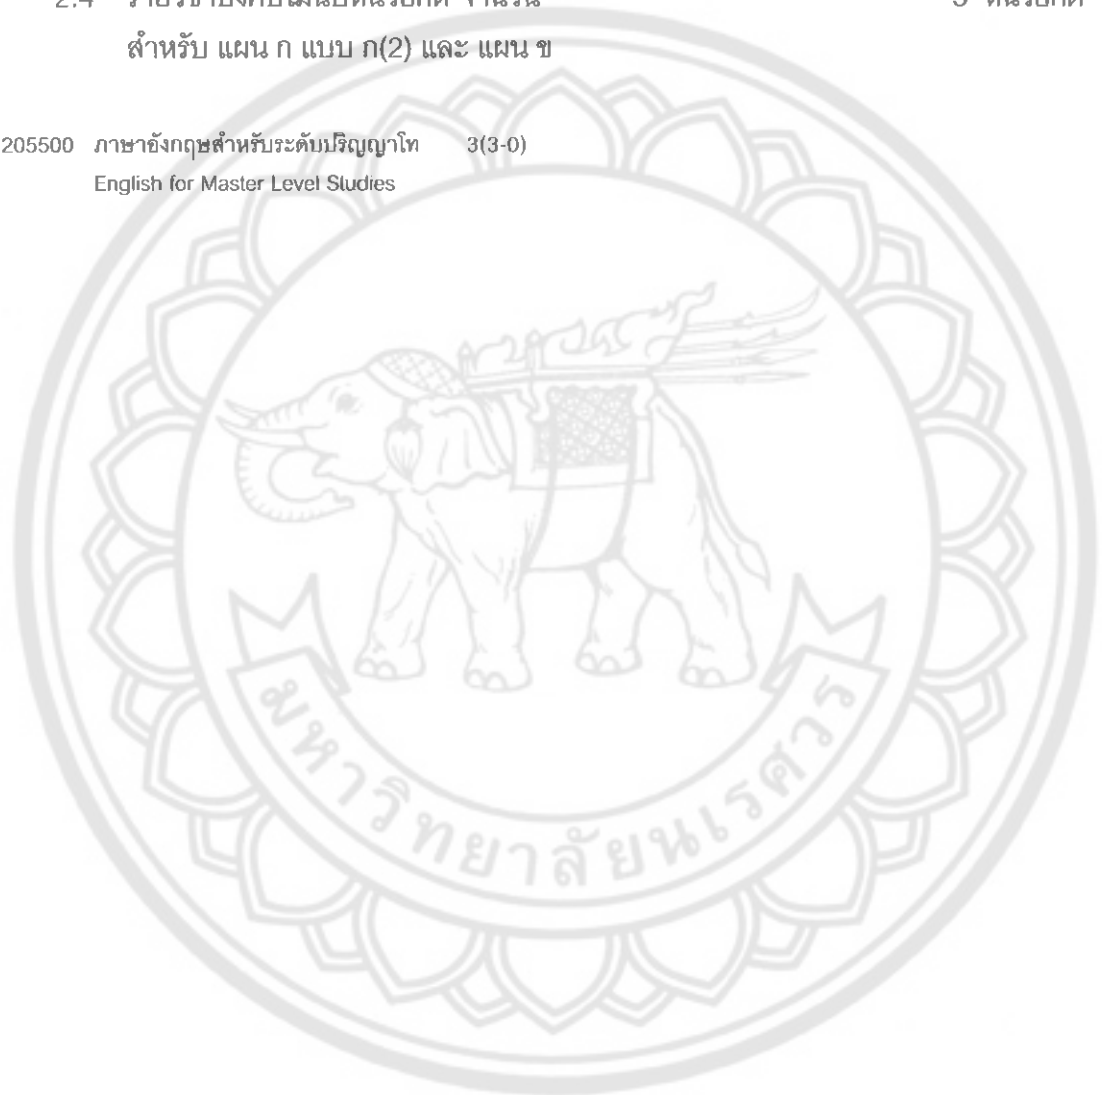 สำหรับ แผน ก แบบ ก(2) และ แผน ข
205500 ภาษาอังกฤษสำหรับระดับปริญญาโท 3(3-0)
English for Master Level Studies
มหาวิทยาลัยนเรศวร